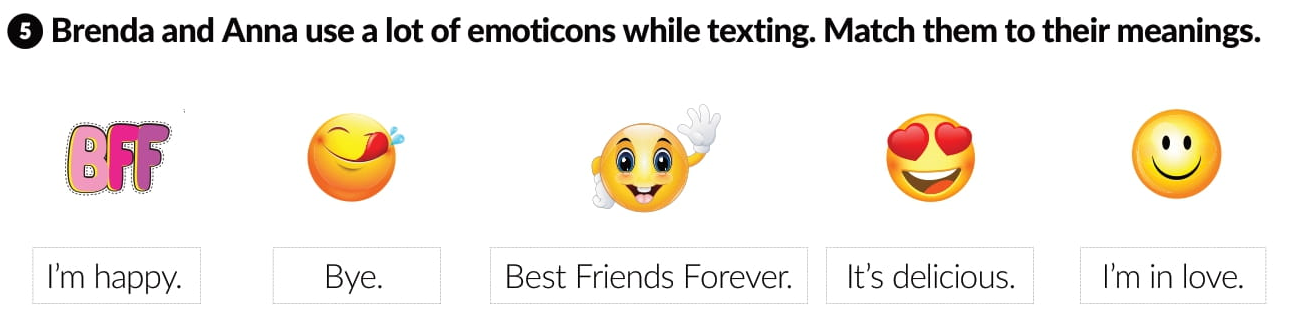 5 Brenda and Anna use a lot of emoticons while texting. Match them to their meanings.
BFF
I'm happy. Bye. Best Friends Forever. It's delicious. I'm in love.